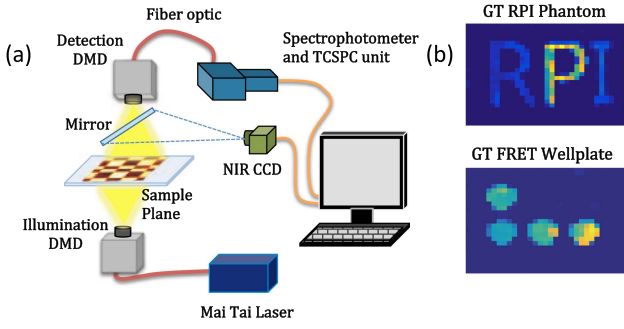 (a)
Fiber optic
Detection
DMD
Spectrophotometer
and TCSPC unit
Mirror
NIR CCD
Sample
Plane
Illumination
DMD
Mai Tai Laser
(b)
GT RPI Phantom
RPI
GT FRET Wellplate